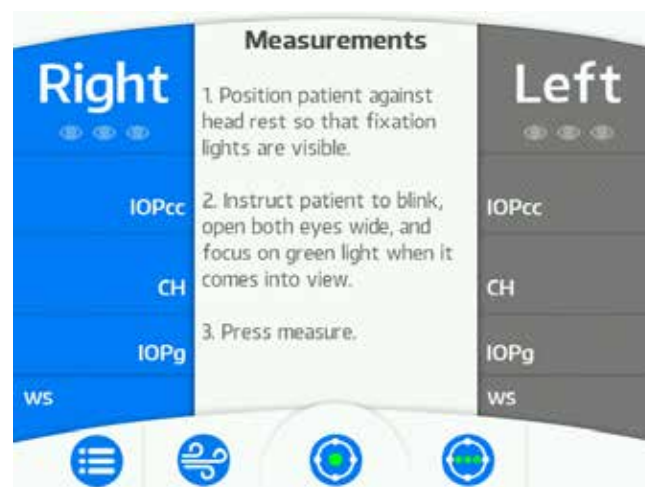 Right
Measurements
Left
1. Position patient against
head rest so that fixation
lights are visible.
2. Instruct patient to blink,
open both eyes wide, and
focus on green light when it
comes into view.
3. Press measure.
IOPcc
CH
IOPg
ws
IOPcc
CH
IOPg
ws